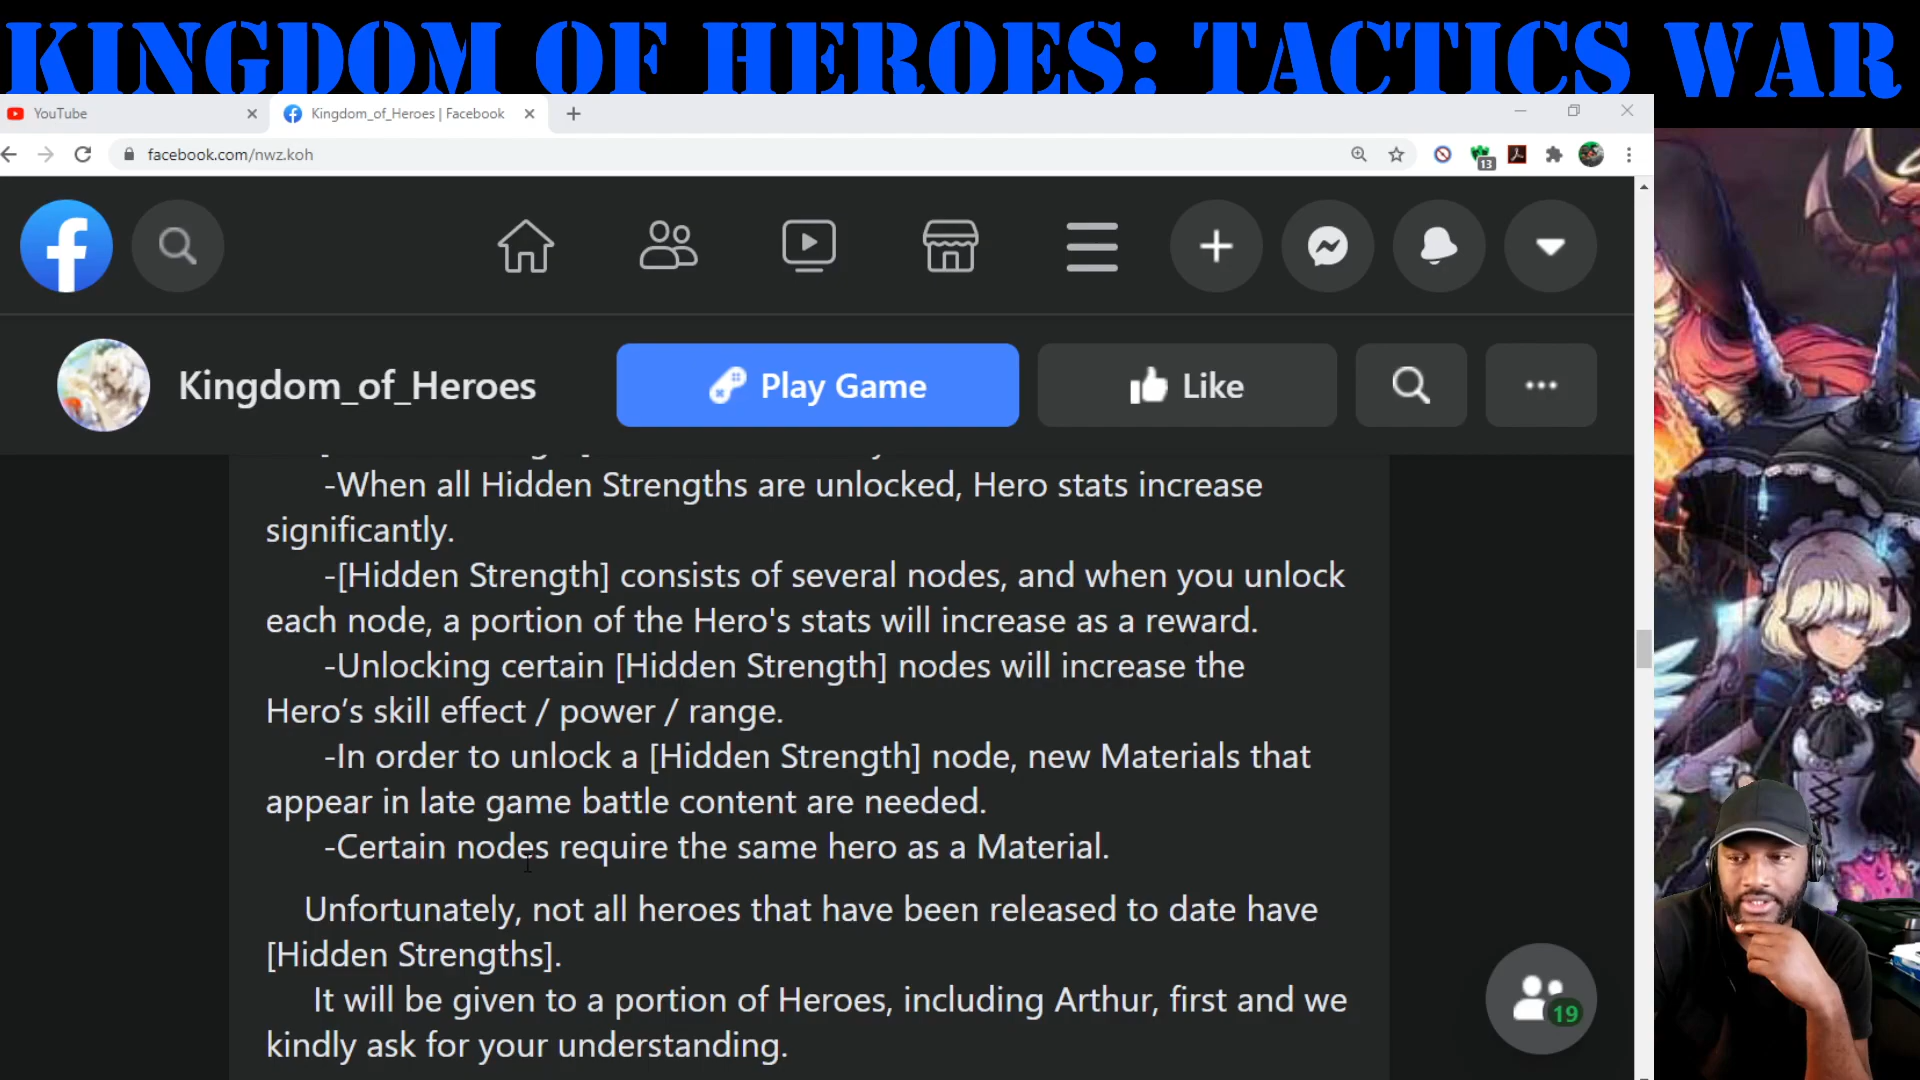 KINGDOM OF HEROES: TACTICS WAR
YouTube
Kingdom_of_Heroes | Facebook
facebook.com/nwz.koh
13
Kingdom_of_Heroes
Play Game
Like
-When all Hidden Strengths are unlocked, Hero stats increase
significantly.
-[Hidden Strength] consists of several nodes, and when you unlock
each node, a portion of the Hero's stats will increase as a reward.
-Unlocking certain [Hidden Strength] nodes will increase the
Hero’s skill effect / power / range.
-In order to unlock a [Hidden Strength] node, new Materials that
appear in late game battle content are needed.
-Certain nodes require the same hero as a Material.
Unfortunately, not all heroes that have been released to date have
[Hidden Strengths].
It will be given to a portion of Heroes, including Arthur, first and we
kindly ask for your understanding.
19